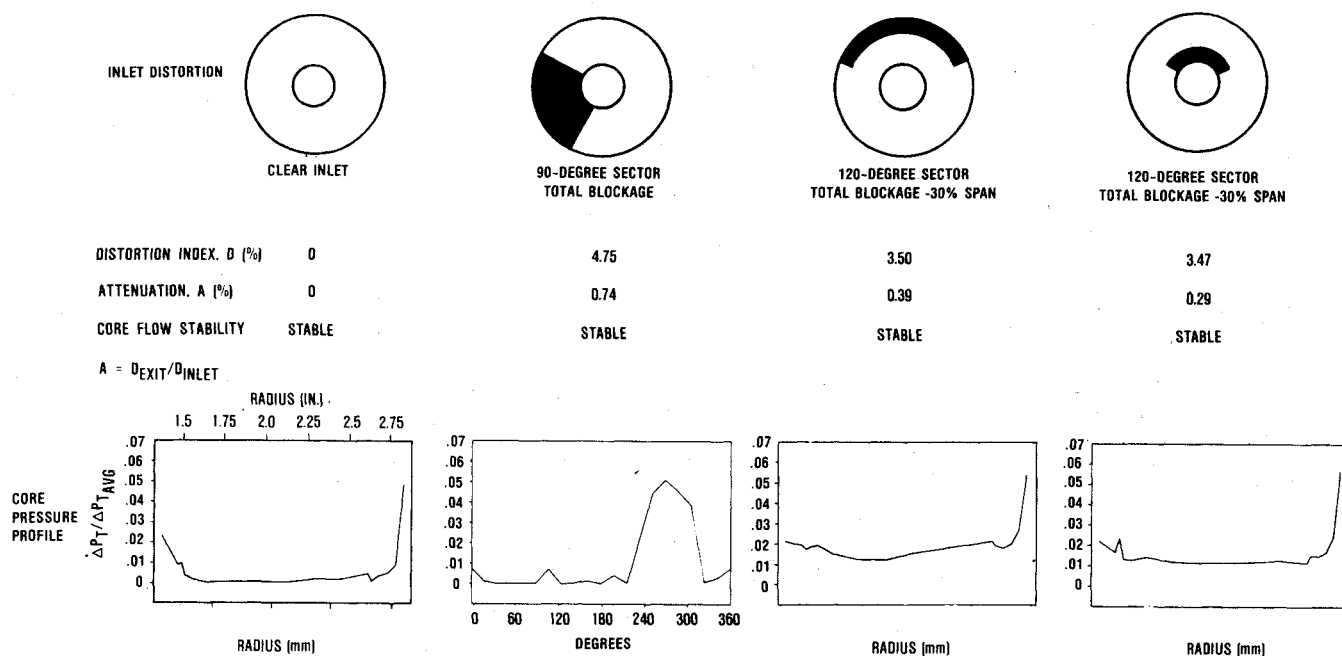 INLET DISTORTION
CLEAR INLET
90-DEGREE SECTOR
TOTAL BLOCKAGE
120-DEGREE SECTOR
TOTAL BLOCKAGE -30% SPAN
120-DEGREE SECTOR
TOTAL BLOCKAGE -30% SPAN
DISTORTION INDEX. D (%) 0 4.75 3.50 3.47
ATTENUATION. A (%) 0 0.74 0.39 0.29
CORE FLOW STABILITY STABLE STABLE STABLE STABLE
A = DEXIT/DINLET
RADIUS (IN.)
1.5 1.75 2.0 2.25 2.5 2.75
CORE
PRESSURE
PROFILE
ΔPT/ΔPTAVG
.07
.06
.05
.04
.03
.02
.01
0
RADIUS (mm)
.07
.06
.05
.04
.03
.02
.01
0
0 60 120 180 240 300 360
DEGREES
.07
.06
.05
.04
.03
.02
.01
0
RADIUS (mm)
.07
.06
.05
.04
.03
.02
.01
0
RADIUS (mm)